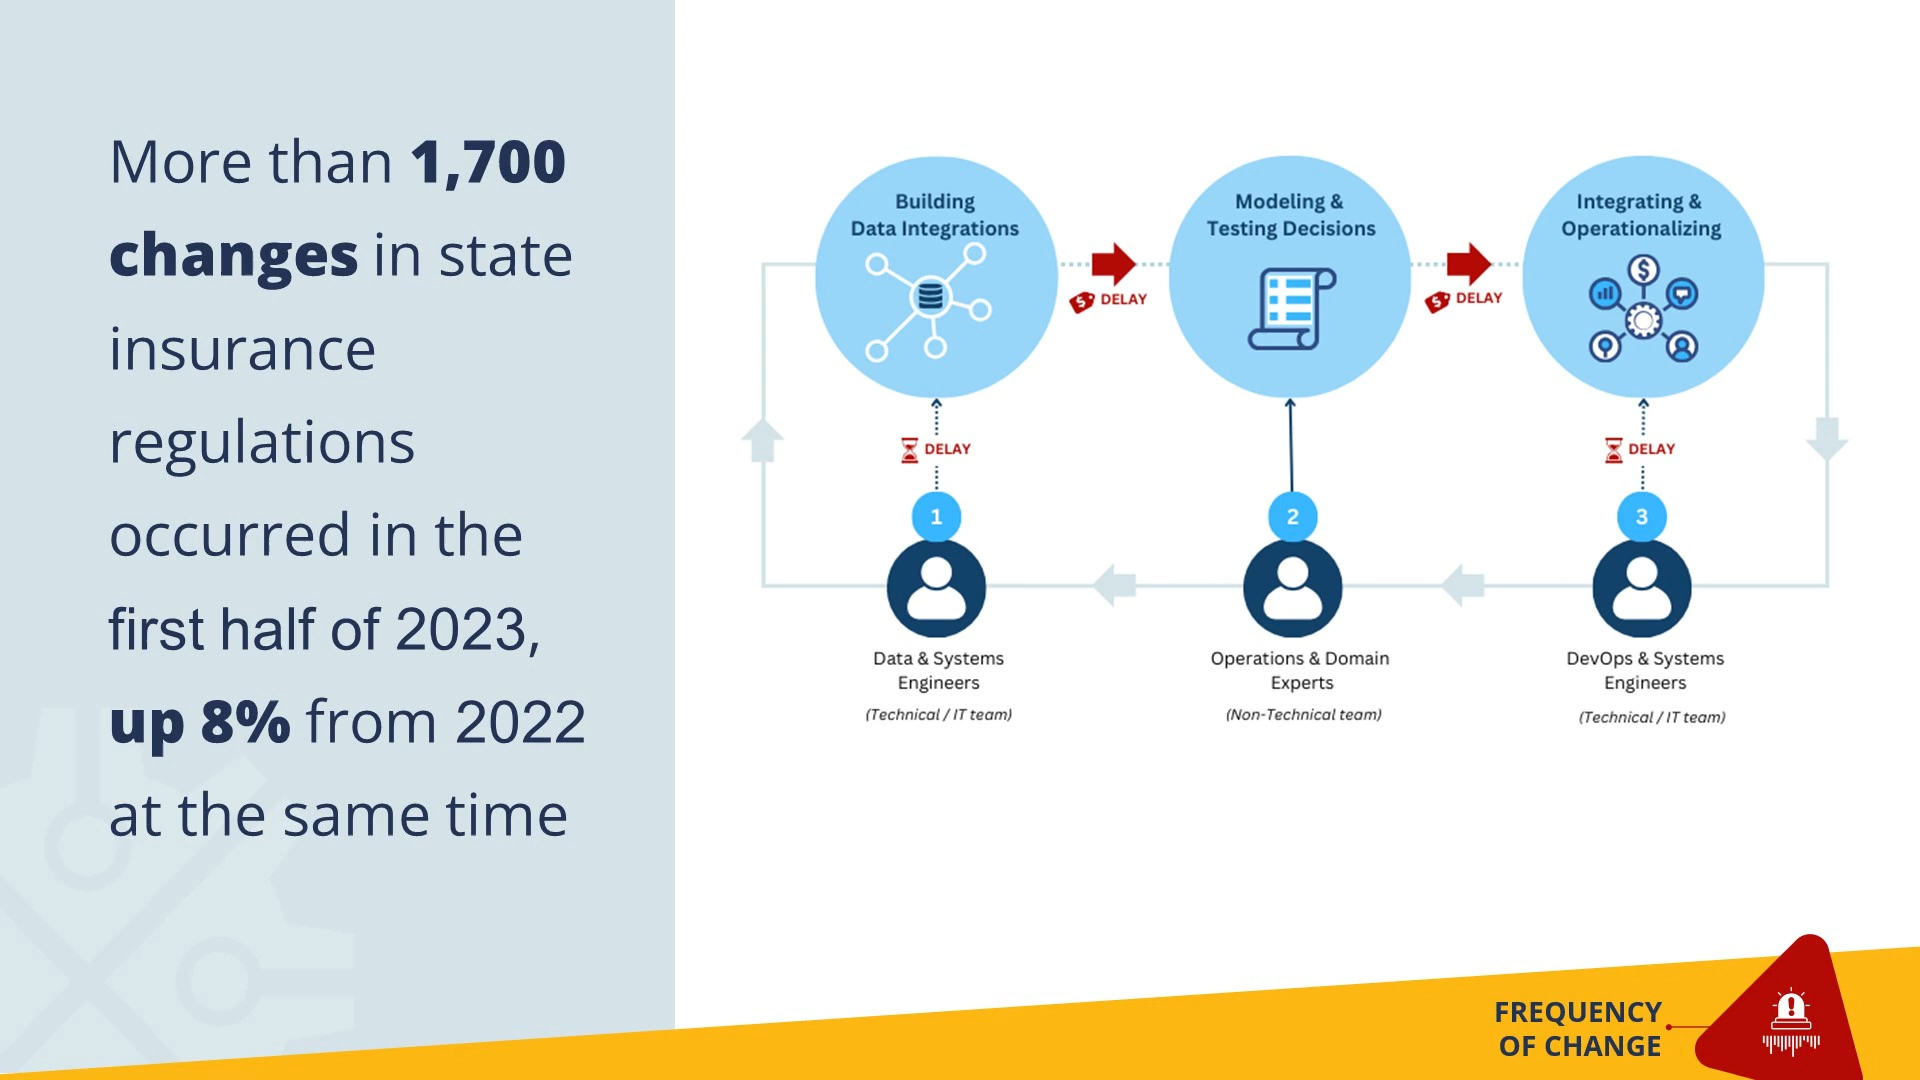 More than 1,700
changes in state
insurance
regulations
occurred in the
first half of 2023,
up 8% from 2022
at the same time
Building
Data Integrations
Modeling &
Testing Decisions
Integrating &
Operationalizing
$
$ DELAY
$ DELAY
DELAY
DELAY
1
2
3
Data & Systems
Engineers
(Technical / IT team)
Operations & Domain
Experts
(Non-Technical team)
DevOps & Systems
Engineers
(Technical / IT team)
FREQUENCY
OF CHANGE